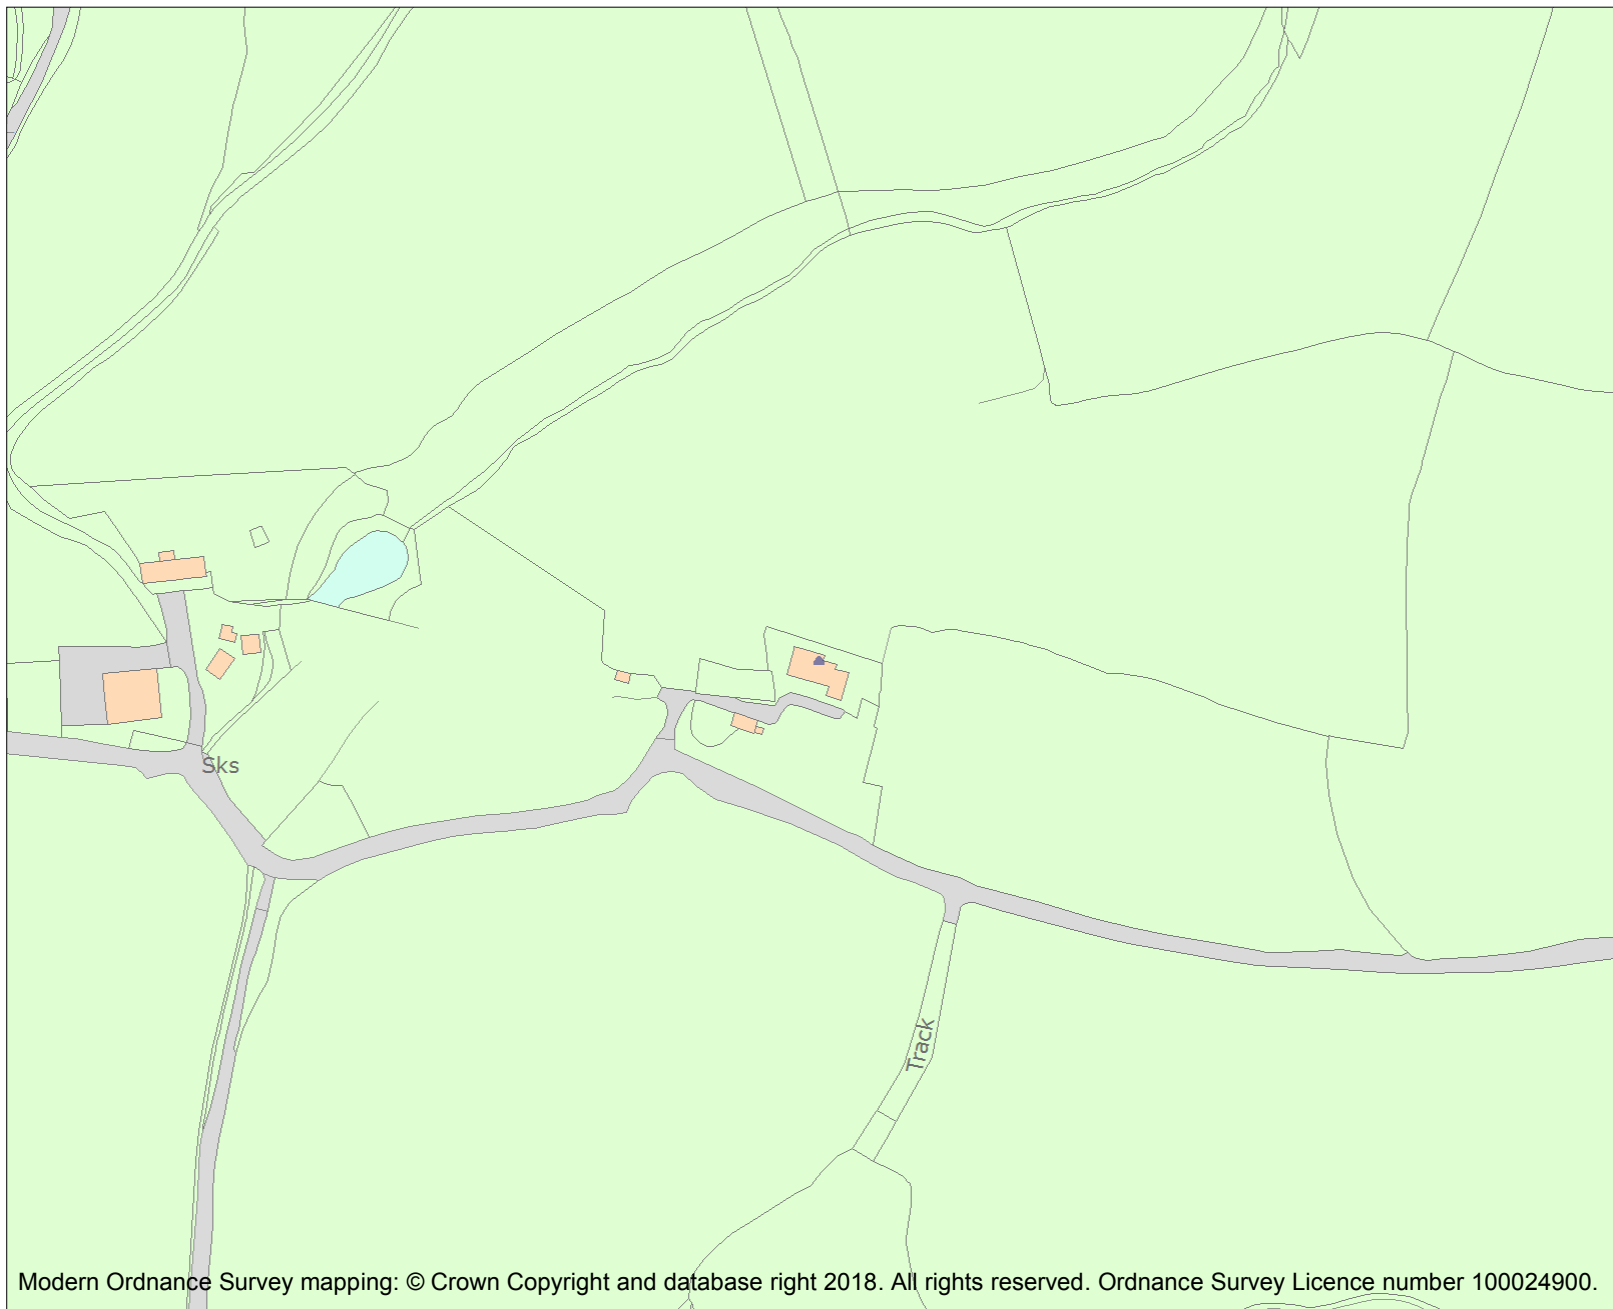 Sks
Track
Modern Ordnance Survey mapping: © Crown Copyright and database right 2018. All rights reserved. Ordnance Survey Licence number 100024900.